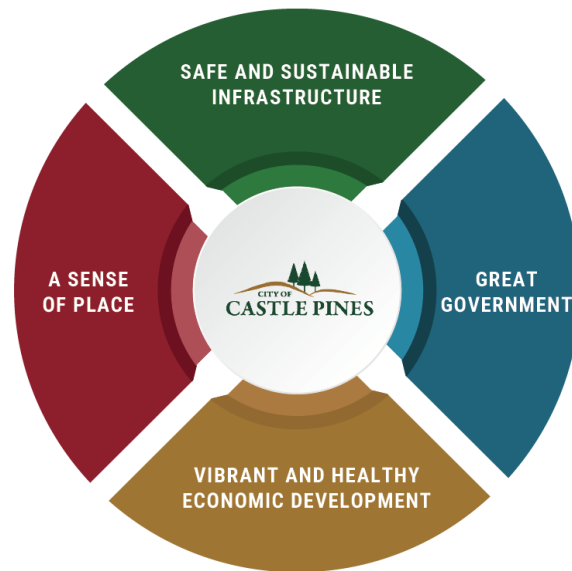 SAFE AND SUSTAINABLE
INFRASTRUCTURE
A SENSE
OF PLACE
CITY OF
CASTLE PINES
GREAT
GOVERNMENT
VIBRANT AND HEALTHY
ECONOMIC DEVELOPMENT